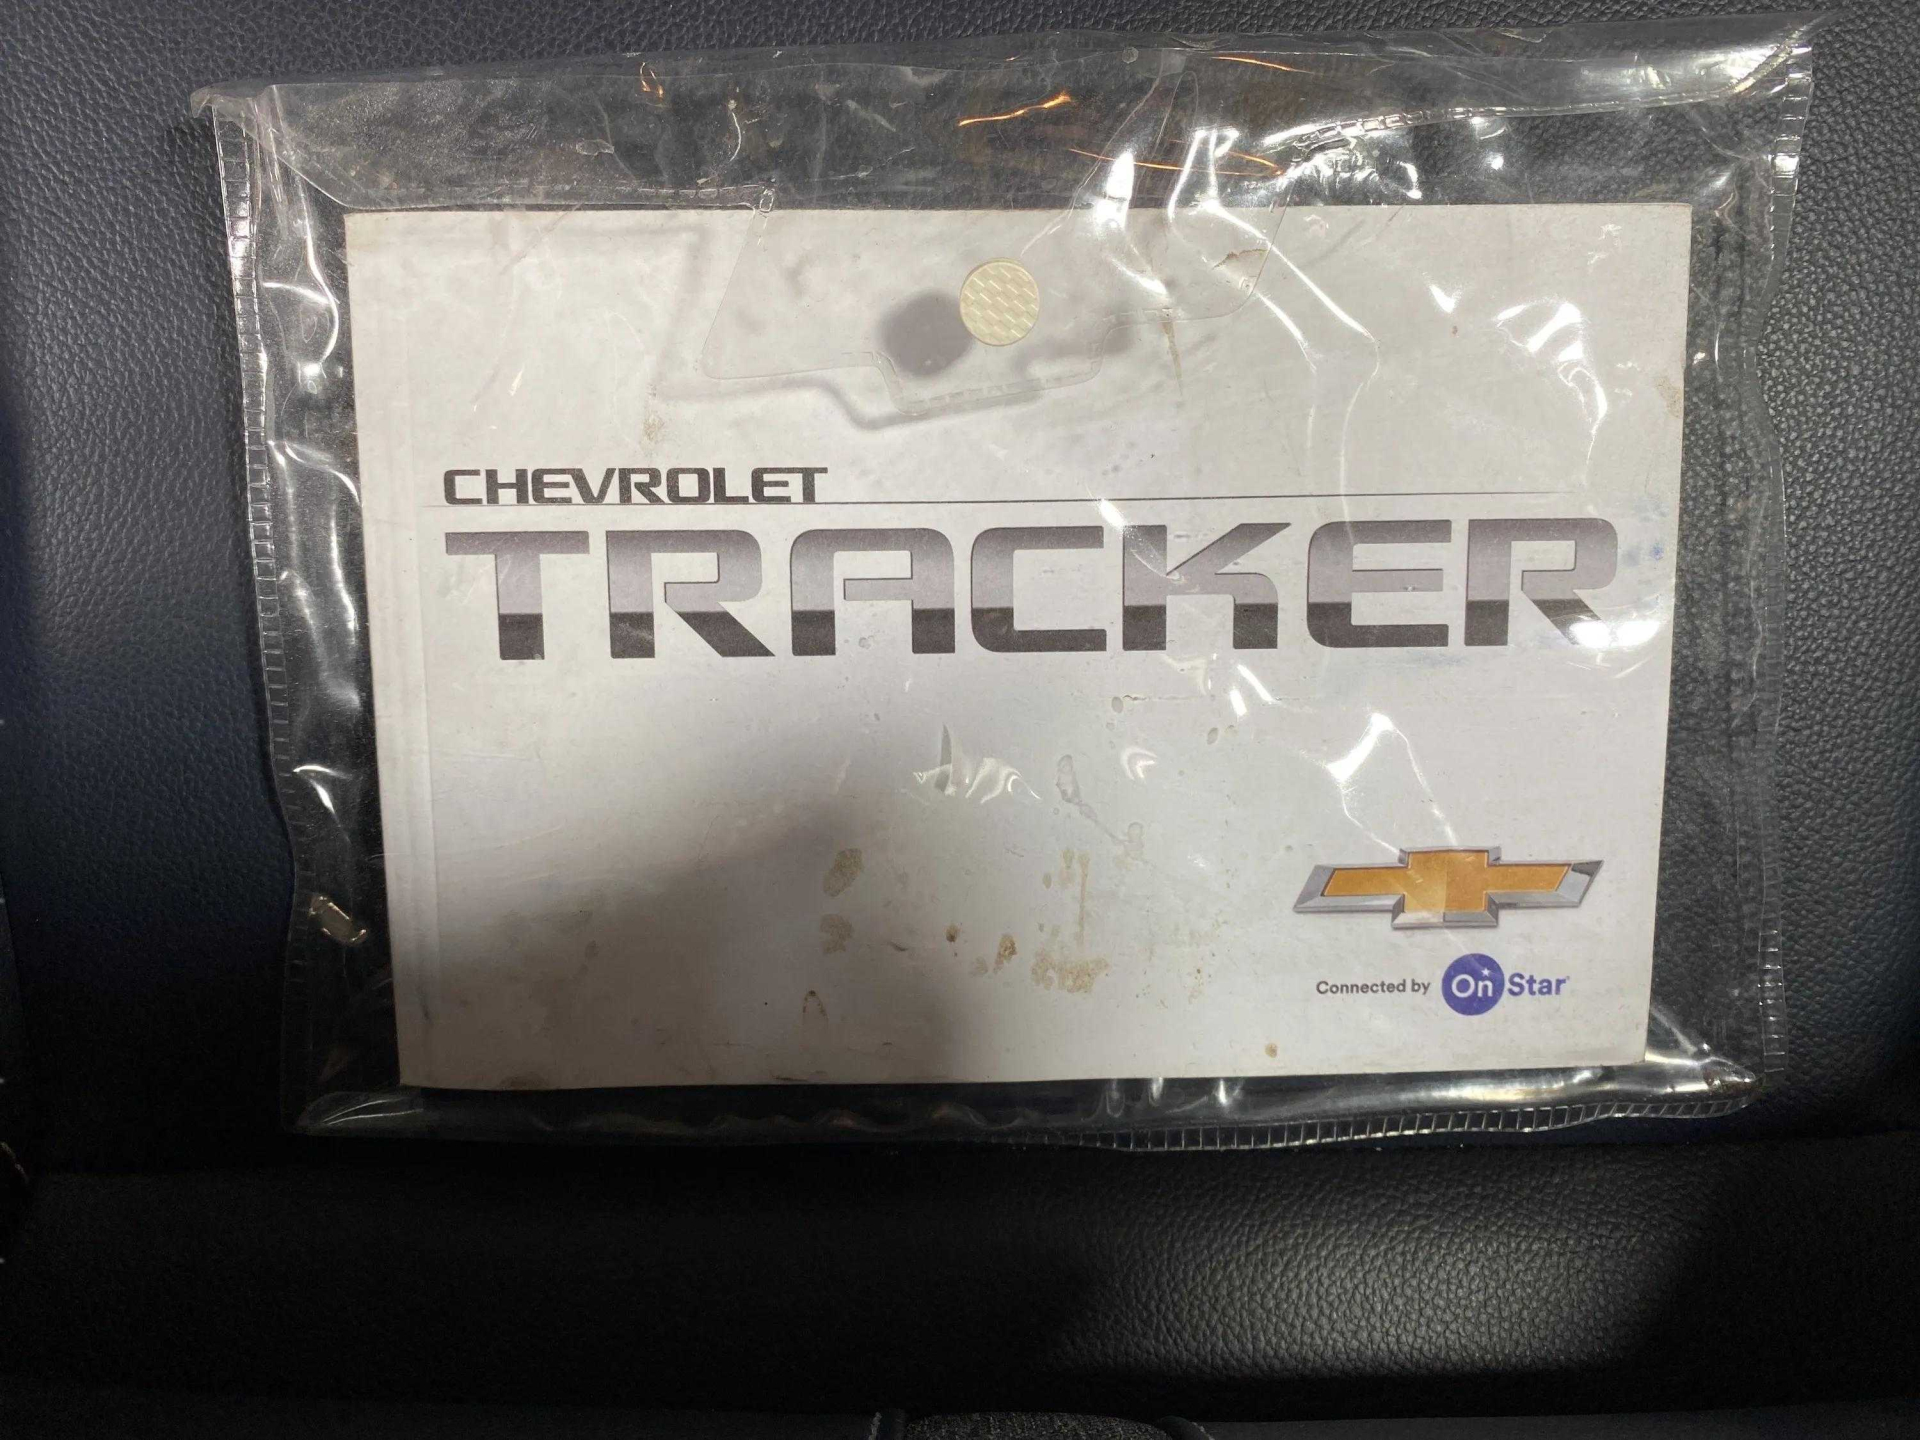 CHEVROLET
TRACKER
Connected by OnStar